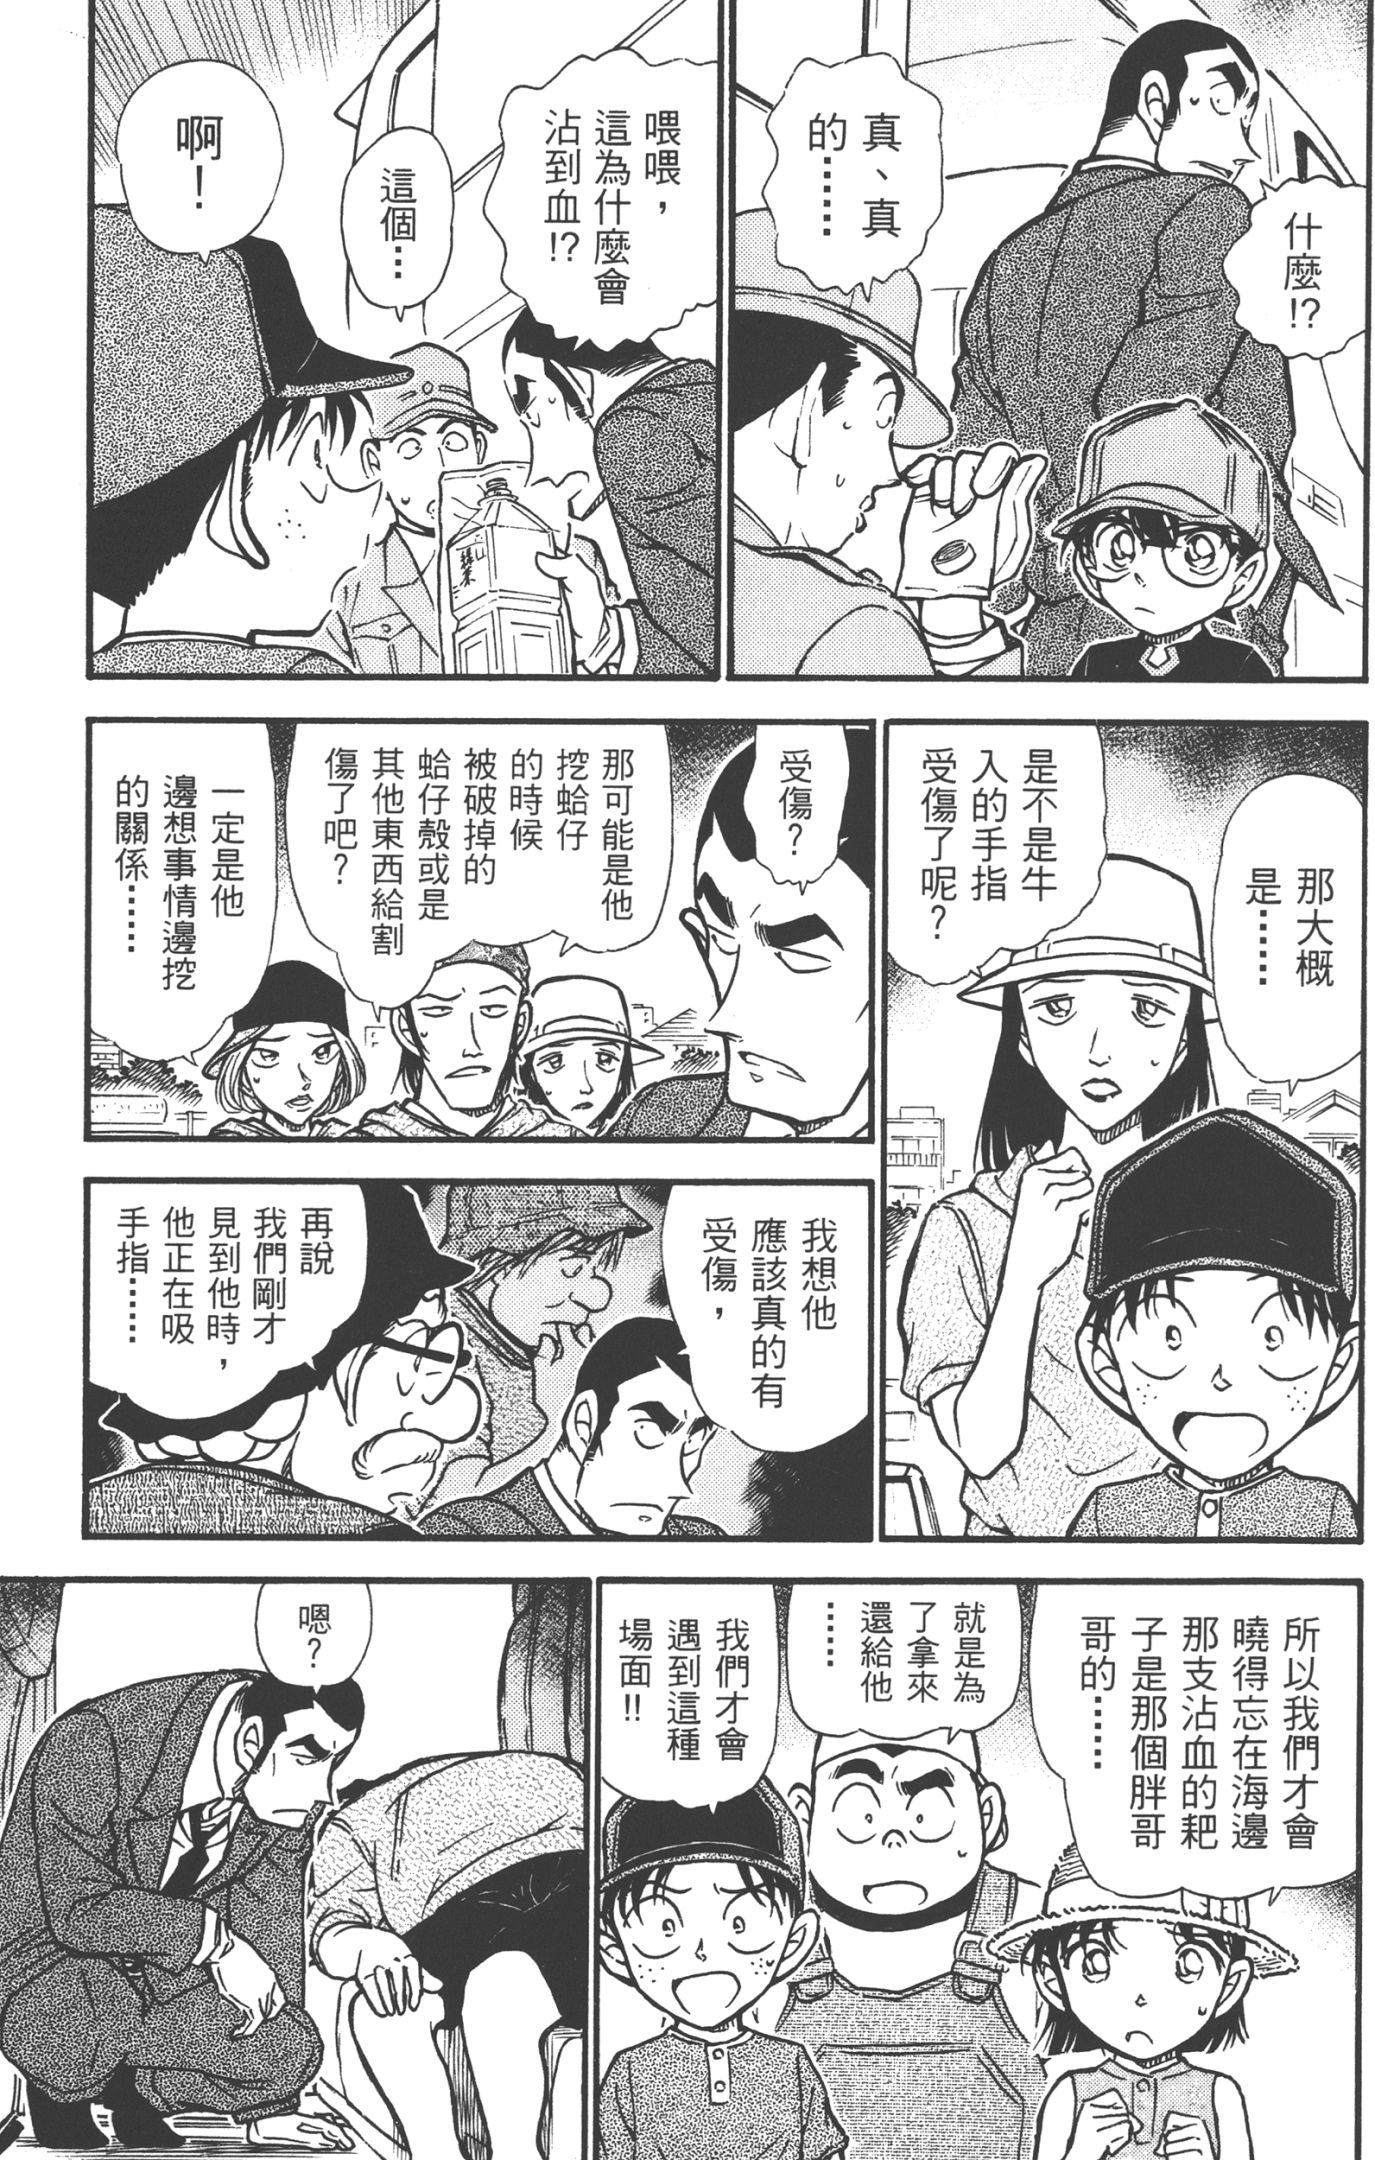 什麼!?
真、真
的……
喂喂，
這為什麼會
沾到血!?
這個…
啊！
那大概
是……
是不是牛
入的手指
受傷了呢？
受傷？
那可能是他
挖蛤仔
的時候
被破掉的
蛤仔殼或是
其他東西給割
傷了吧？
一定是他
邊想事情邊挖
的關係……
我想他
應該真的有
受傷，
再說
我們剛才
見到他時，
他正在吸
手指……
所以我們才會
曉得忘在海邊
那支沾血的耙
子是那個胖哥
哥的……
就是為
了拿來
還給他
……
我們才會
遇到這種
場面!!
嗯？